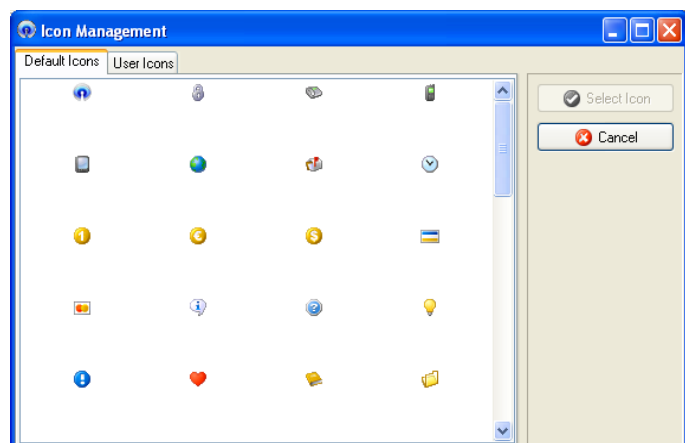 Icon Management
Default Icons
User Icons
Select Icon
Cancel